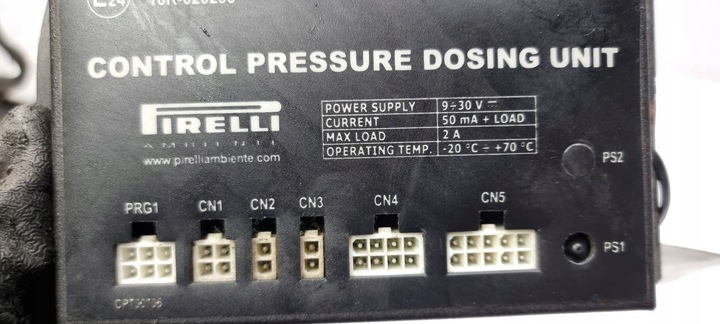 E24
CONTROL PRESSURE DOSING UNIT
PIRELLI
AMBIENTE
www.pirelliambiente.com
POWER SUPPLY 9÷30 V ⎓
CURRENT 50 mA + LOAD
MAX LOAD 2 A
OPERATING TEMP. -20 °C ÷ +70 °C
PS2
PRG1 CN1 CN2 CN3 CN4 CN5
PS1